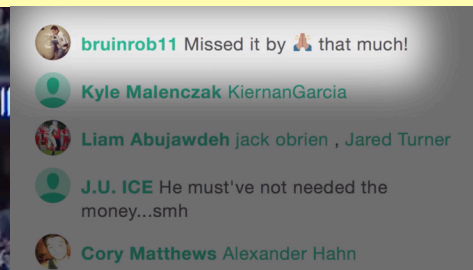 bruinrob11 Missed it by 🙏 that much!
Kyle Malenczak KiernanGarcia
Liam Abujawdeh jack obrien , Jared Turner
J.U. ICE He must've not needed the
money...smh
Cory Matthews Alexander Hahn